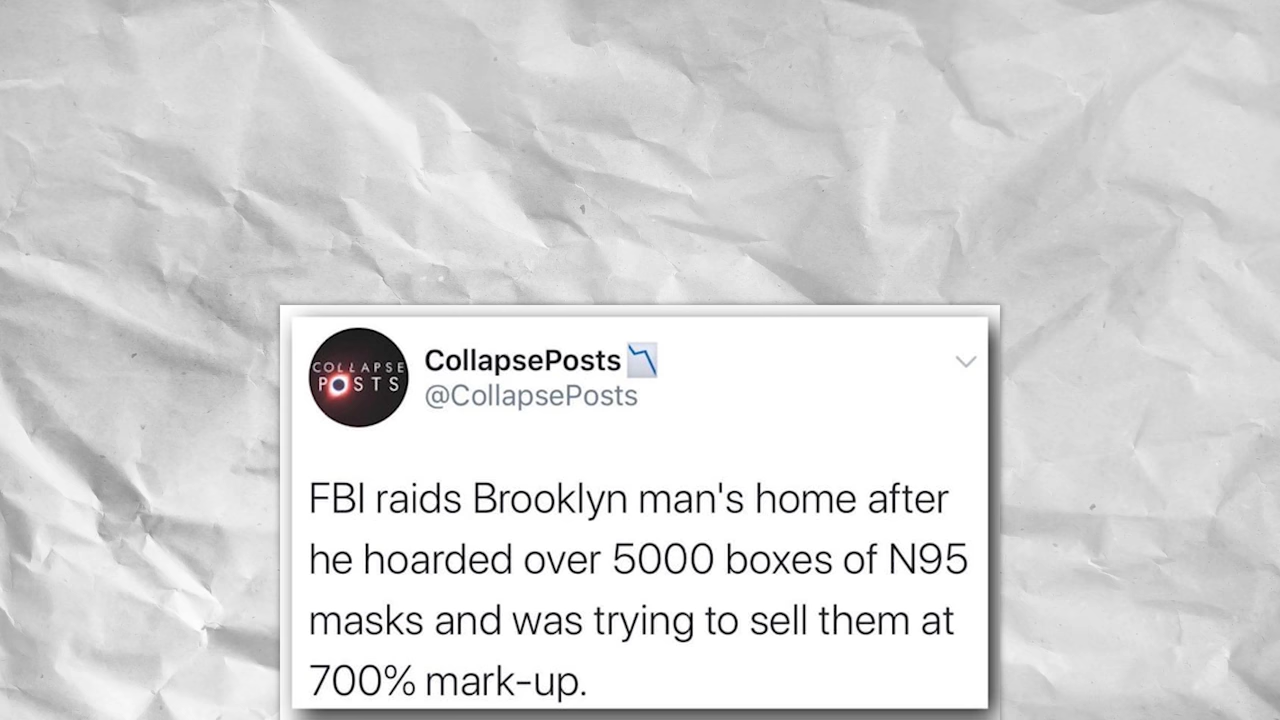 COLLAPSE
POSTS
CollapsePosts📉
@CollapsePosts
FBI raids Brooklyn man's home after
he hoarded over 5000 boxes of N95
masks and was trying to sell them at
700% mark-up.